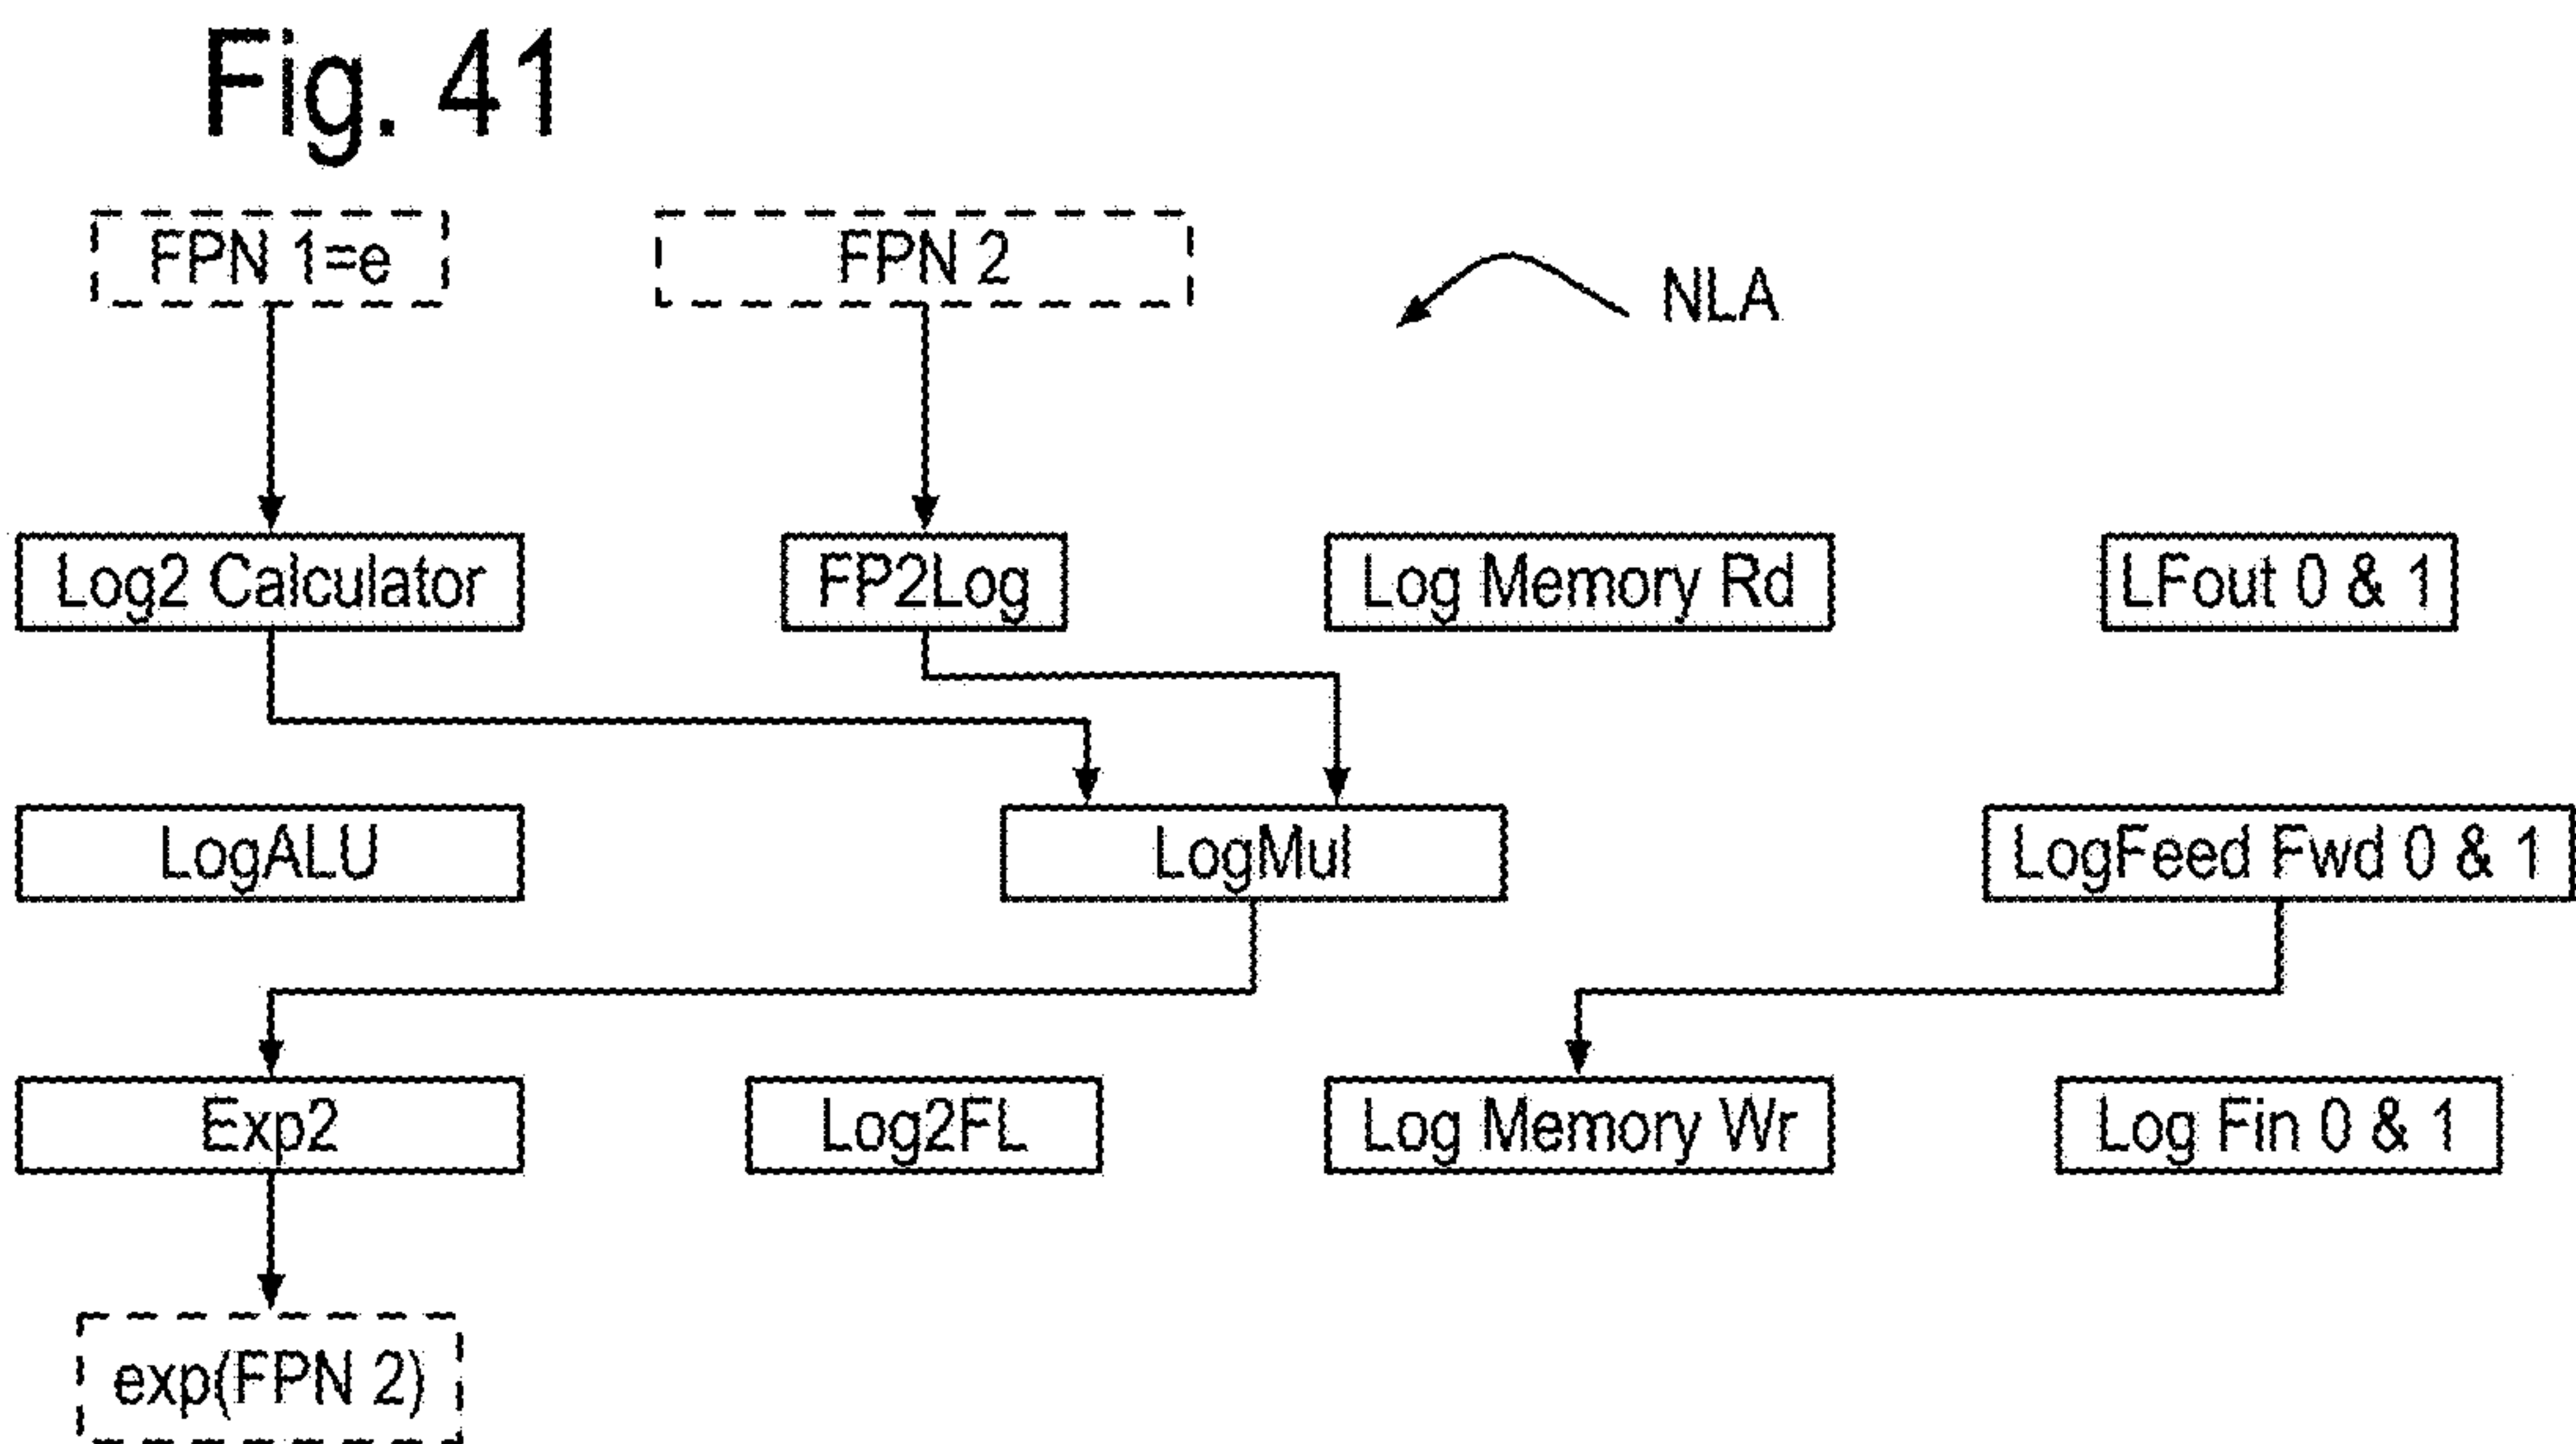 Fig. 41
FPN 1=e
FPN 2
NLA
Log2 Calculator
FP2Log
Log Memory Rd
LFout 0 & 1
LogALU
LogMul
LogFeed Fwd 0 & 1
Exp2
Log2FL
Log Memory Wr
Log Fin 0 & 1
exp(FPN 2)